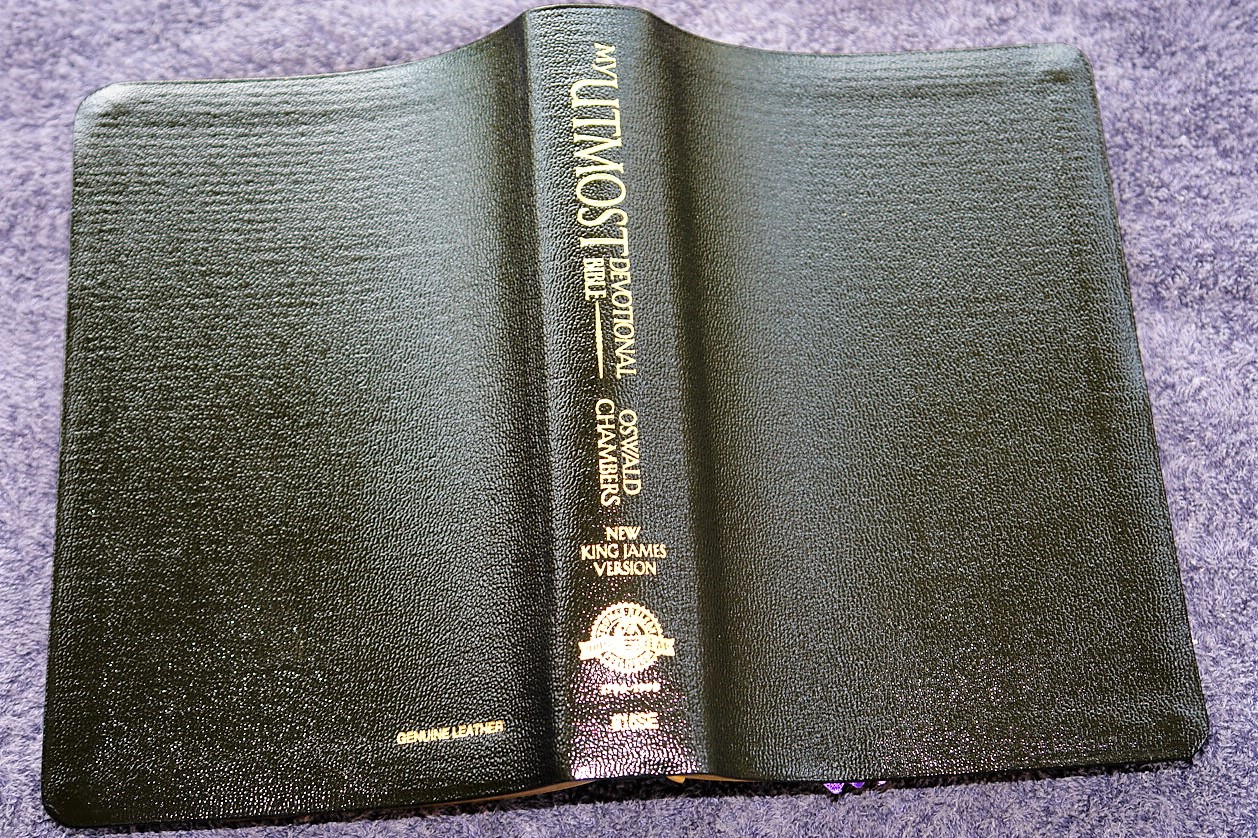 MY UTMOST
DEVOTIONAL
BIBLE
OSWALD
CHAMBERS
NEW
KING JAMES
VERSION
GENUINE LEATHER